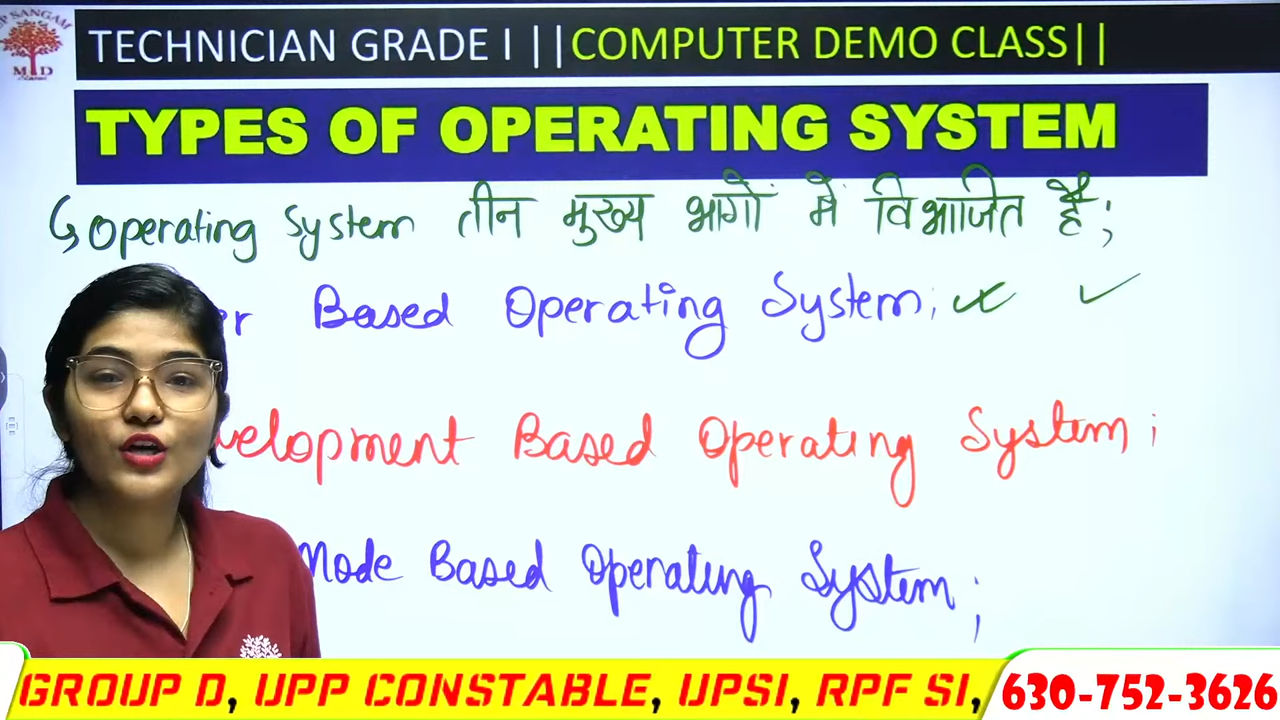 TECHNICIAN GRADE I ||COMPUTER DEMO CLASS||
TYPES OF OPERATING SYSTEM
Operating System तीन मुख्य भागों में विभाजित है;
Based Operating System;
Based Operating System;
Mode Based Operating System;
GROUP D, UPP CONSTABLE, UPSI, RPF SI,
630-752-3626